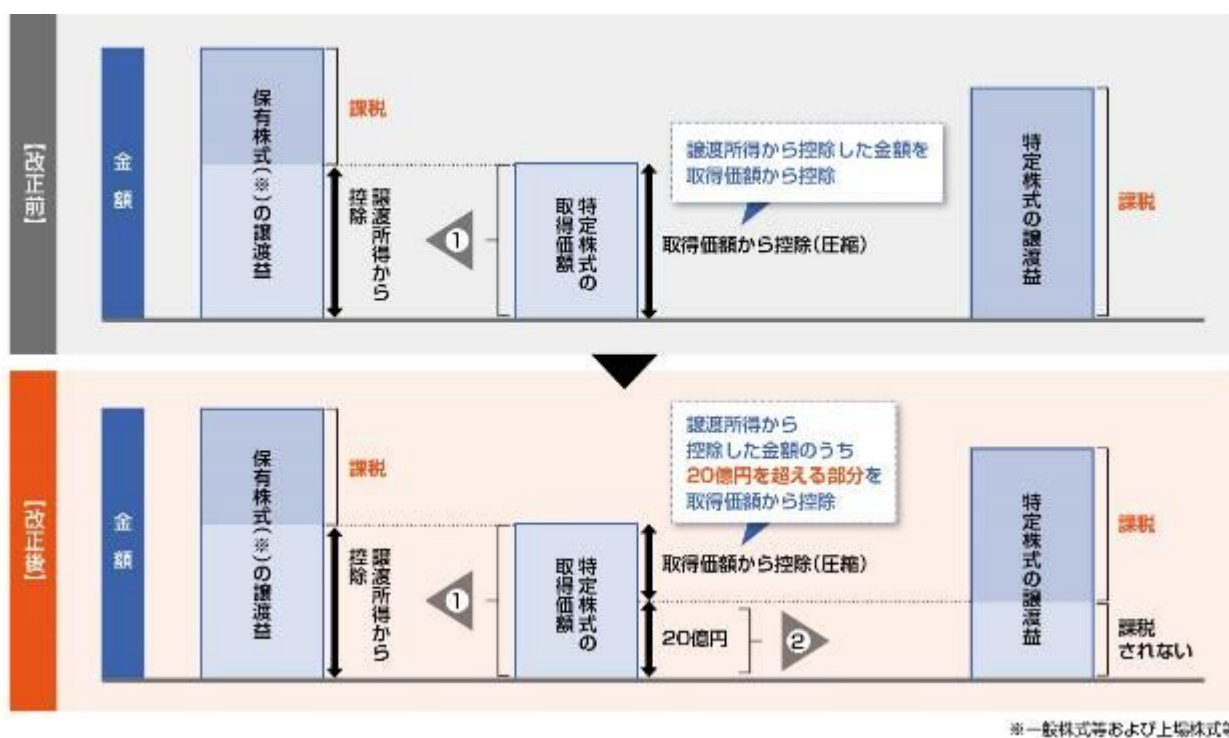 【改正前】
金額
保有株式(※)の譲渡益
課税
譲渡所得から
控除
1
特定株式の
取得価額
譲渡所得から控除した金額を
取得価額から控除
取得価額から控除(圧縮)
特定株式の譲渡益
課税
【改正後】
金額
保有株式(※)の譲渡益
課税
譲渡所得から
控除
1
特定株式の
取得価額
譲渡所得から
控除した金額のうち
20億円を超える部分を
取得価額から控除
取得価額から控除(圧縮)
20億円
2
特定株式の譲渡益
課税
課税
されない
※一般株式等および上場株式等